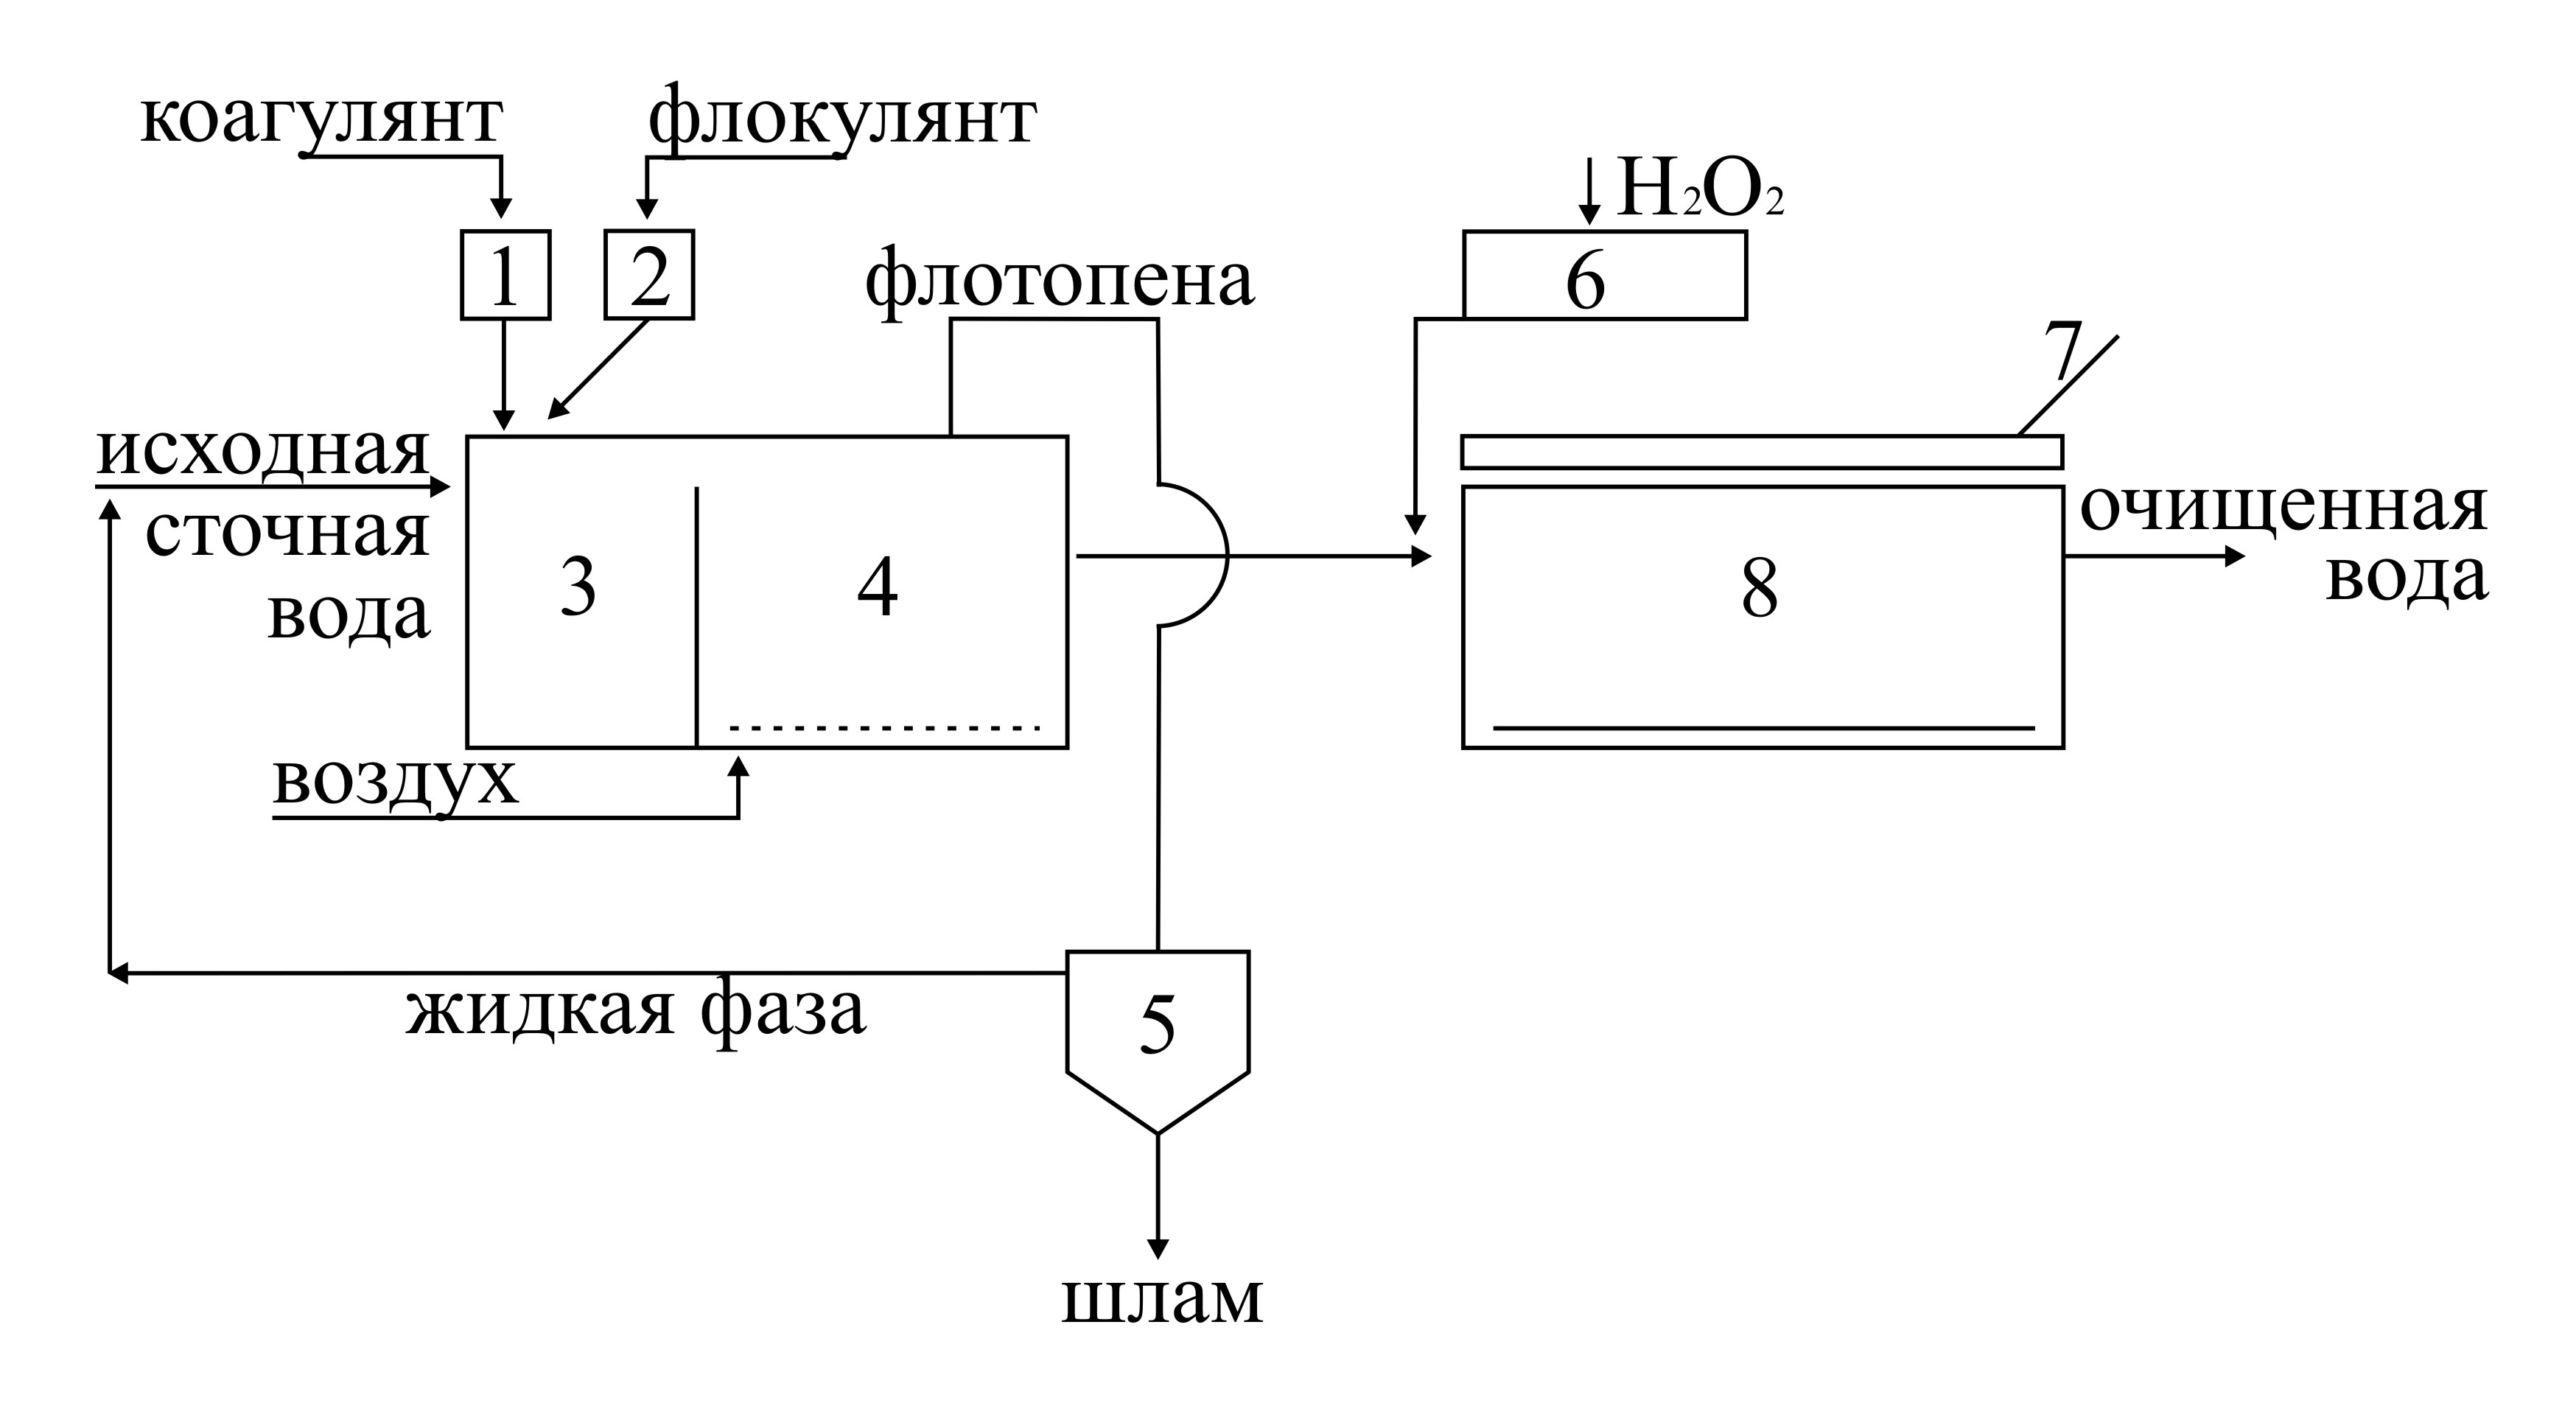 коагулянт
флокулянт
H₂O₂
1
2
флотопена
6
7
исходная
сточная
вода
3
4
8
очищенная
вода
воздух
жидкая фаза
5
шлам